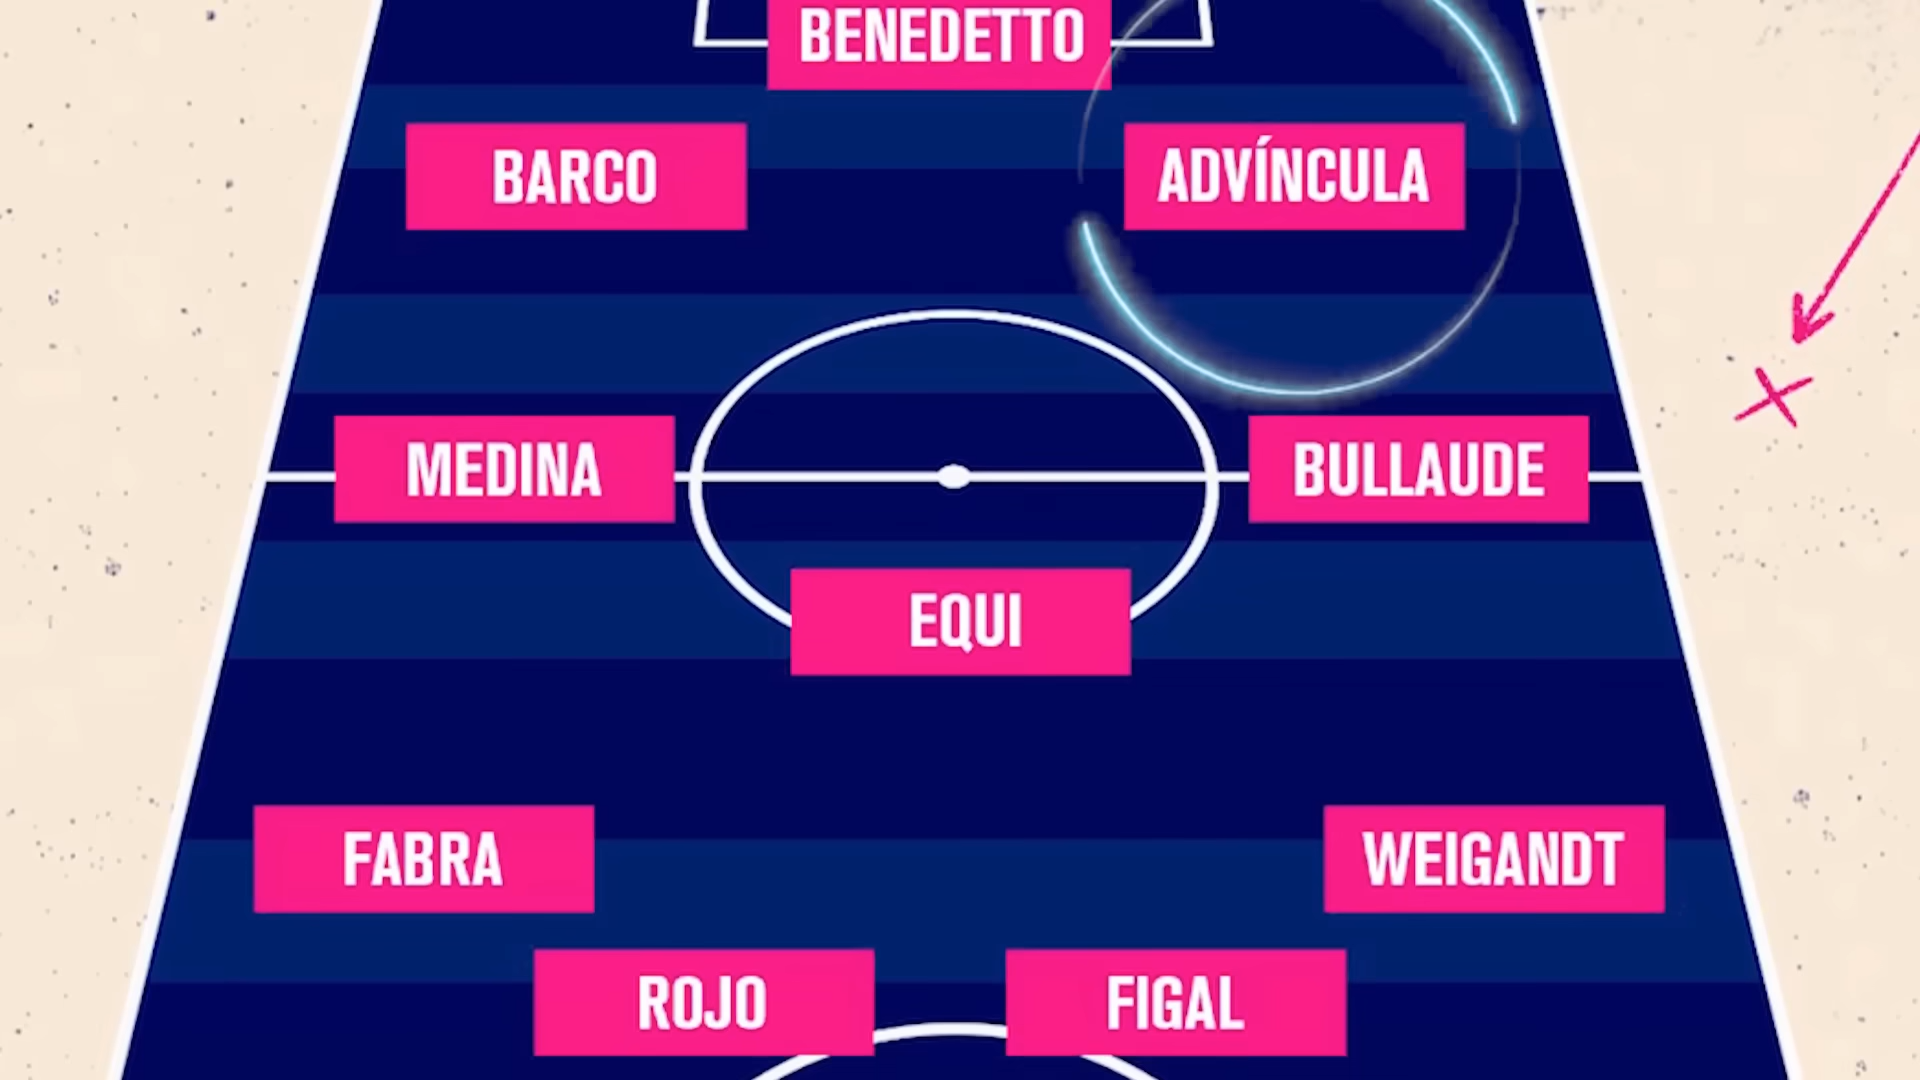 BENEDETTO
BARCO
ADVÍNCULA
MEDINA
BULLAUDE
EQUI
FABRA
WEIGANDT
ROJO
FIGAL